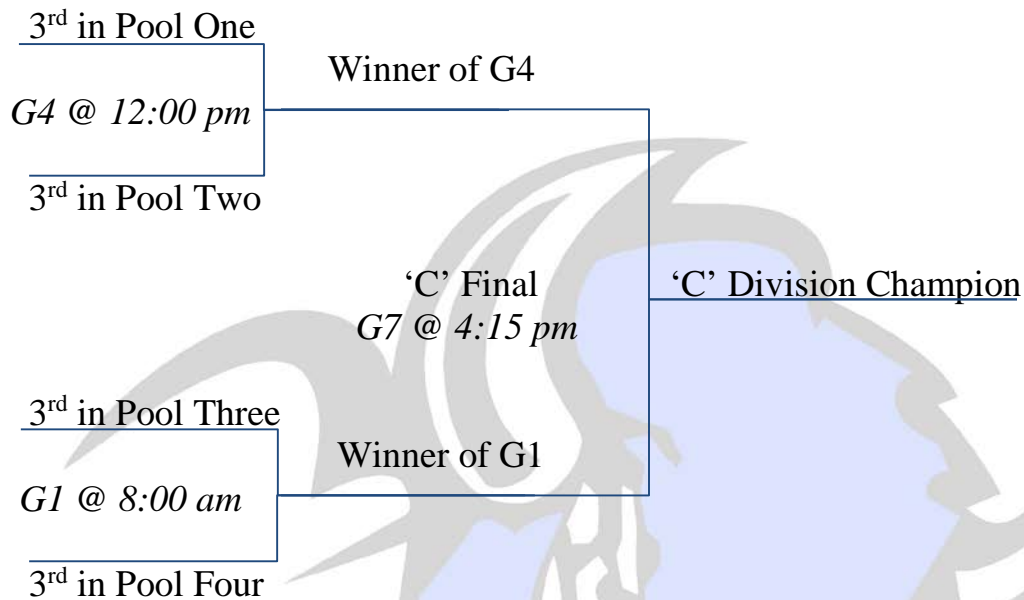 3rd in Pool One
Winner of G4
G4 @ 12:00 pm
3rd in Pool Two
‘C’ Final
G7 @ 4:15 pm
‘C’ Division Champion
3rd in Pool Three
Winner of G1
G1 @ 8:00 am
3rd in Pool Four